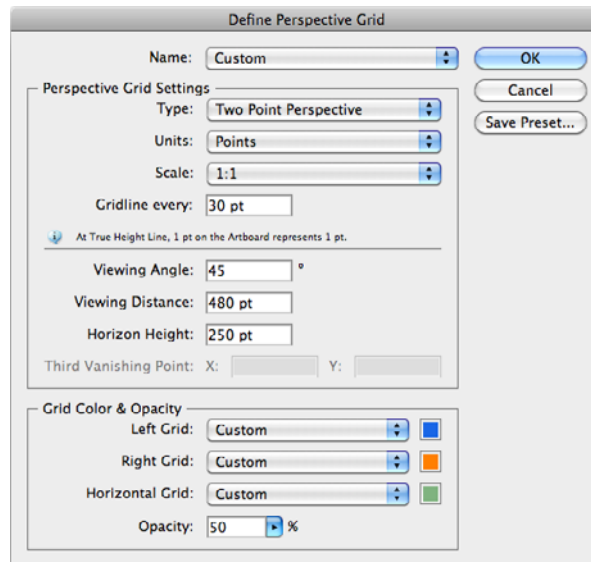 Define Perspective Grid
Name: Custom
OK
Cancel
Save Preset...
Perspective Grid Settings
Type: Two Point Perspective
Units: Points
Scale: 1:1
Gridline every: 30 pt
At True Height Line, 1 pt on the Artboard represents 1 pt.
Viewing Angle: 45 °
Viewing Distance: 480 pt
Horizon Height: 250 pt
Third Vanishing Point: X: Y:
Grid Color & Opacity
Left Grid: Custom
Right Grid: Custom
Horizontal Grid: Custom
Opacity: 50 %